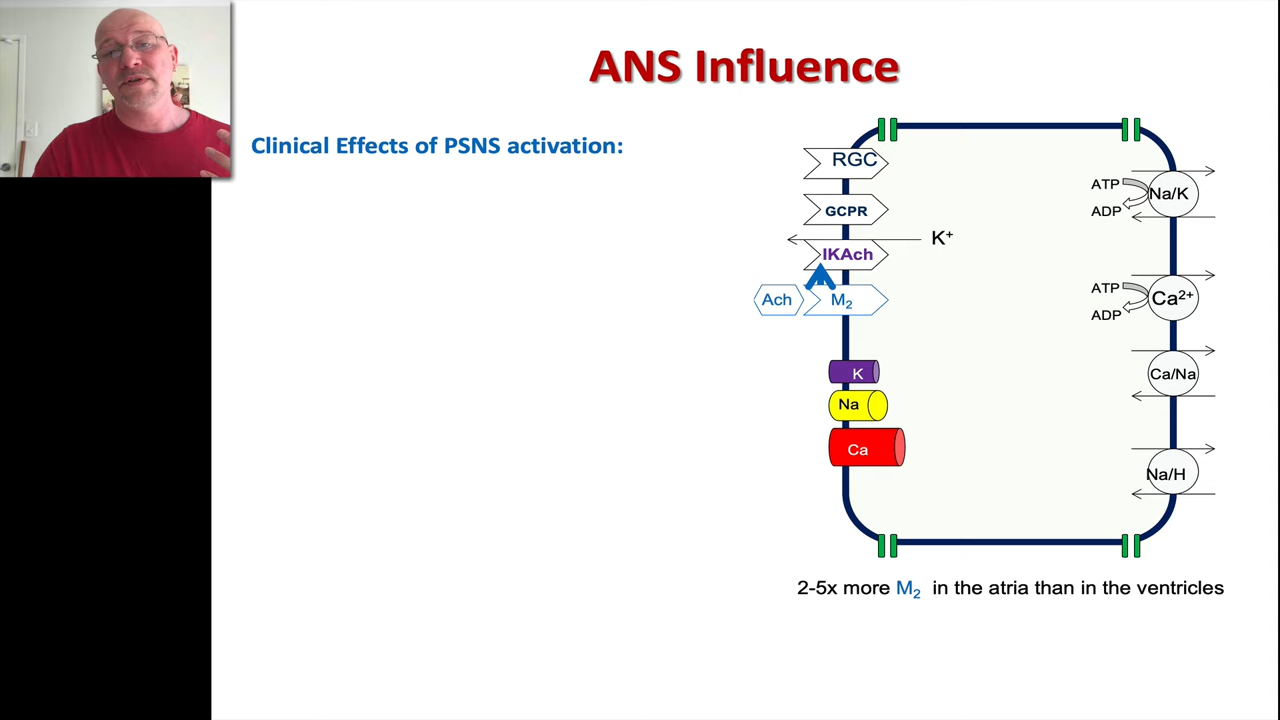 ANS Influence
Clinical Effects of PSNS activation:
RGC
GCPR
K⁺
IKAch
Ach
M₂
K
Na
Ca
ATP
Na/K
ADP
ATP
Ca²⁺
ADP
Ca/Na
Na/H
2-5x more M₂ in the atria than in the ventricles